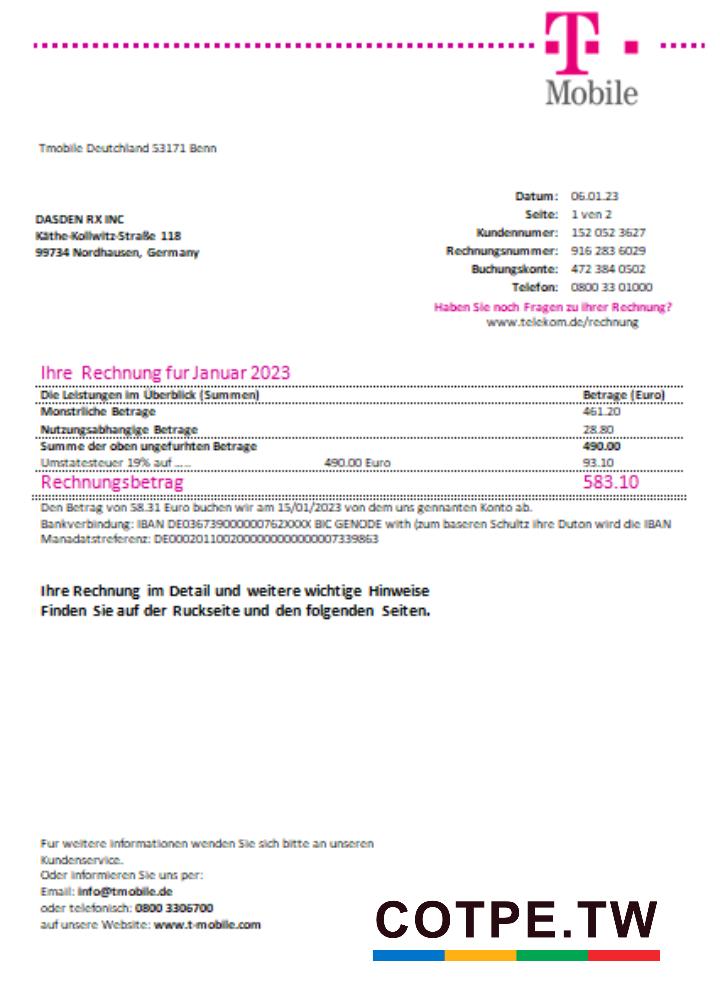 T
Mobile
Tmobile Deutchland 53171 Benn
Datum: 06.01.23
Seite: 1 ven 2
Kundennumer: 152 052 3627
Rechnungsnummer: 916 283 6029
Buchungskonte: 472 384 0502
Telefon: 0800 33 01000
Haben Sie noch Fragen zu ihrer Rechnung?
www.telekom.de/rechnung
DASDEN RX INC
Käthe-Kollwitz-Straße 118
99734 Nordhausen, Germany
Ihre Rechnung fur Januar 2023
Die Leistungen im Überblick (Summen) Betrage (Euro)
Monstrliche Betrage 461.20
Nutzungsabhangige Betrage 28.80
Summe der oben ungefurhten Betrage 490.00
Umstatesteuer 19% auf ..... 490.00 Euro 93.10
Rechnungsbetrag 583.10
Den Betrag von 58.31 Euro buchen wir am 15/01/2023 von dem uns gennanten Konto ab.
Bankverbindung: IBAN DE0367390000000762XXXX BIC GENODE with (zum baseren Schultz ihre Duton wird die IBAN
Manadatstreferenz:
Ihre Rechnung im Detail und weitere wichtige Hinweise
Finden Sie auf der Ruckseite und den folgenden Seiten.
Fur weitere informationen wenden Sie sich bitte an unseren
Kundenservice.
Oder informieren Sie uns per:
Email: info@tmobile.de
oder telefonisch: 0800 3306700
auf unsere Website: www.t-mobile.com
COTPE.TW